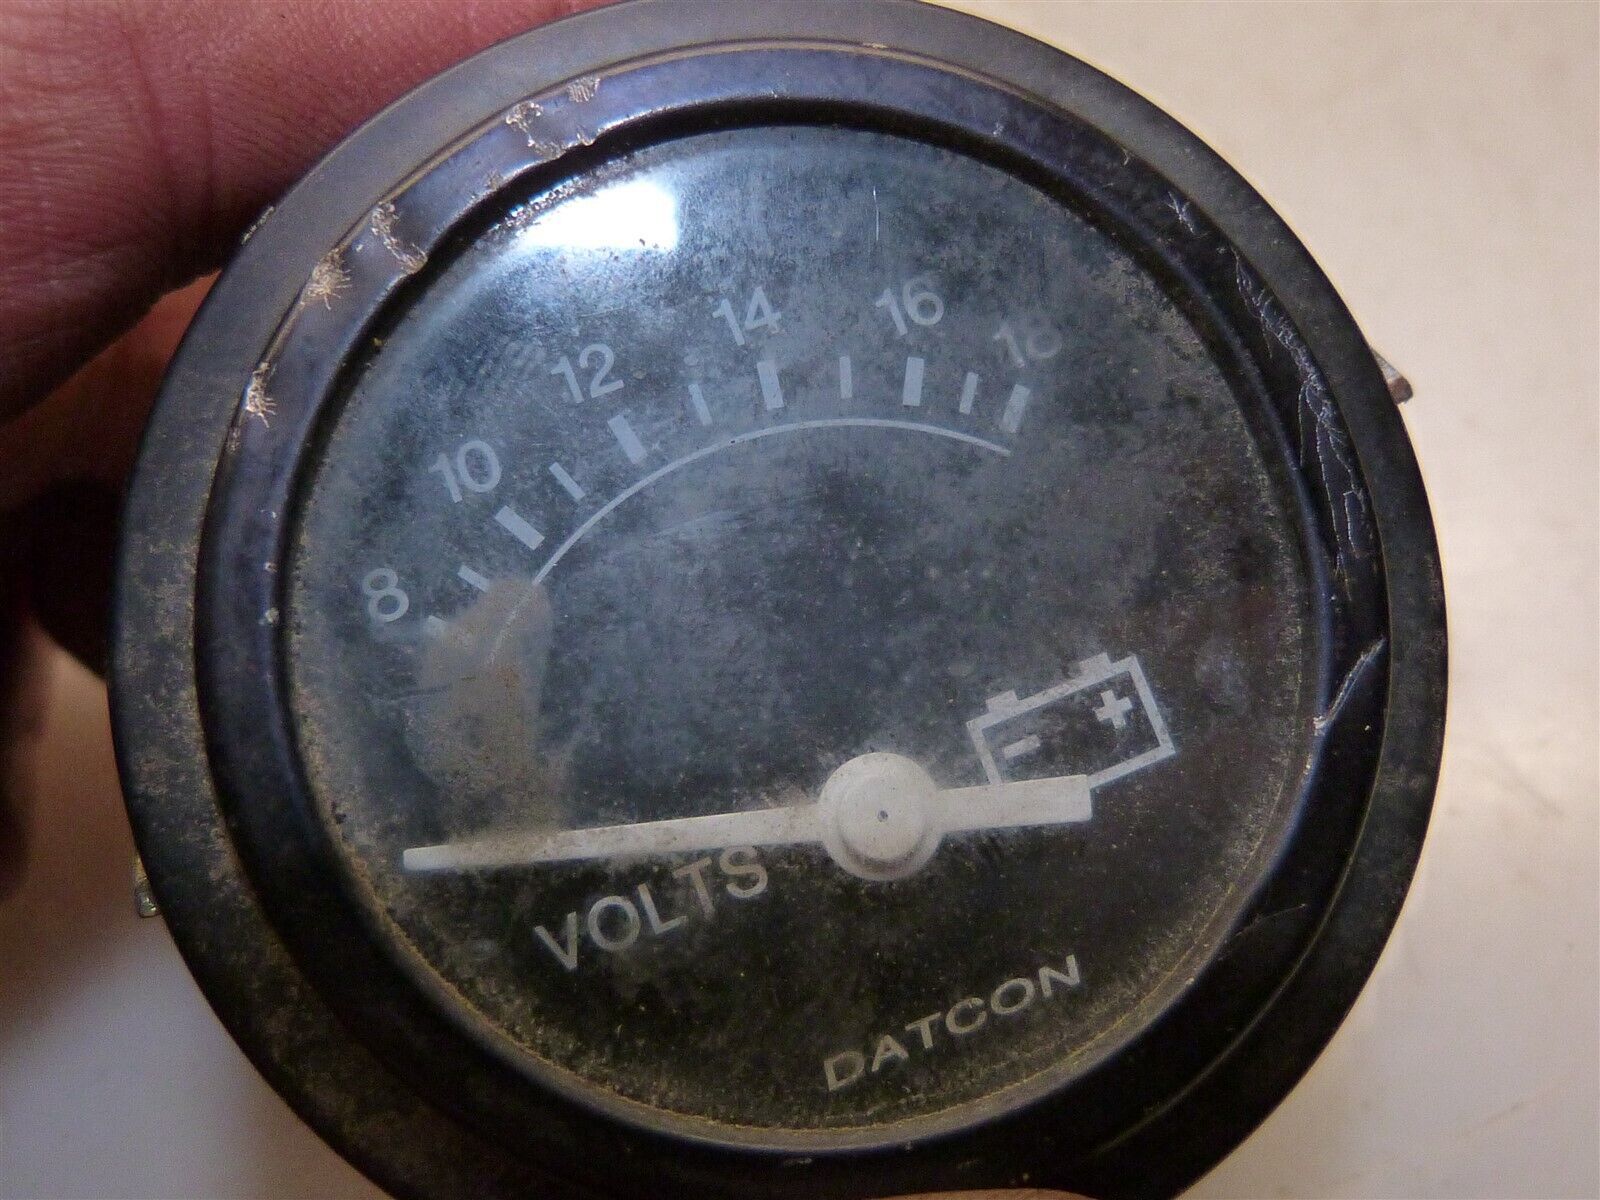 8 10 12 14 16 18
- +
VOLTS
DATCON